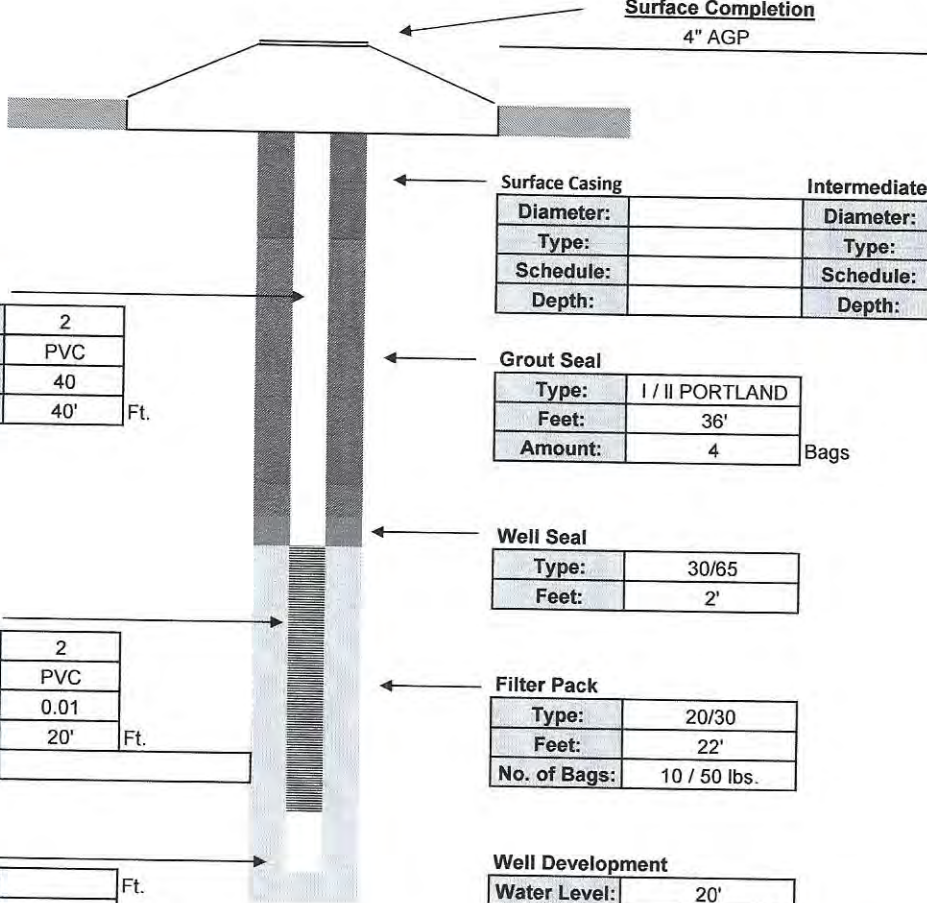 Surface Completion
4" AGP
Surface Casing Intermediate
Diameter: Diameter:
Type: Type:
Schedule: Schedule:
Depth: Depth:
2
PVC
40
40' Ft.
Grout Seal
Type: I / II PORTLAND
Feet: 36'
Amount: 4 Bags
Well Seal
Type: 30/65
Feet: 2'
2
PVC
0.01
20' Ft.
Filter Pack
Type: 20/30
Feet: 22'
No. of Bags: 10 / 50 lbs.
Ft.
Well Development
Water Level: 20'